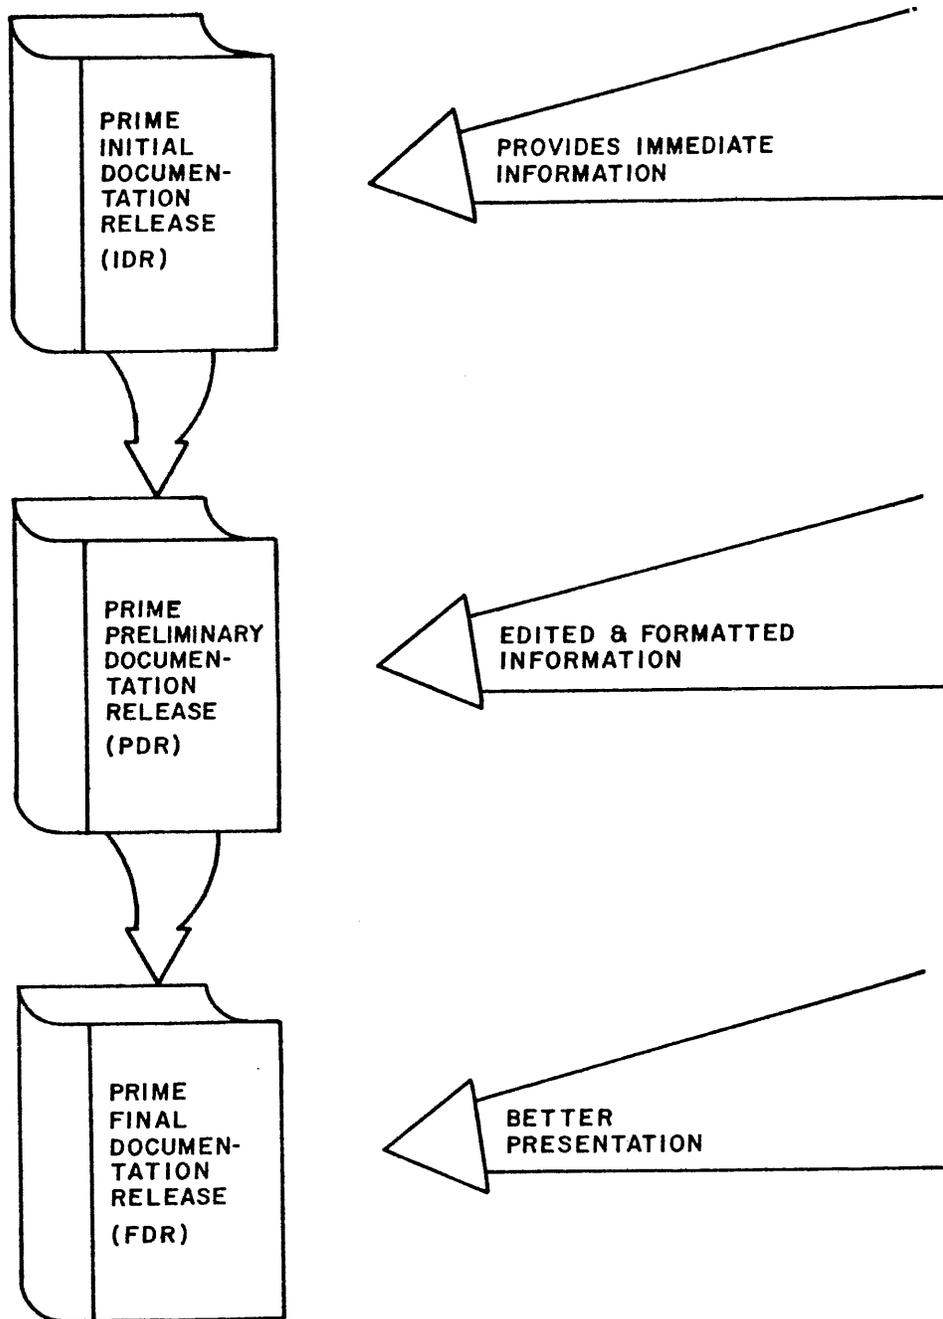 PRIME
INITIAL
DOCUMEN-
TATION
RELEASE
(IDR)
PROVIDES IMMEDIATE
INFORMATION
PRIME
PRELIMINARY
DOCUMEN-
TATION
RELEASE
(PDR)
EDITED & FORMATTED
INFORMATION
PRIME
FINAL
DOCUMEN-
TATION
RELEASE
(FDR)
BETTER
PRESENTATION